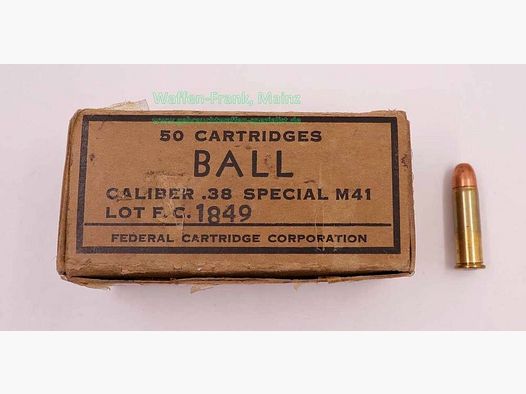 Waffen-Frank, Mainz
50 CARTRIDGES
BALL
CALIBER .38 SPECIAL M41
LOT F.C. 1849
FEDERAL CARTRIDGE CORPORATION